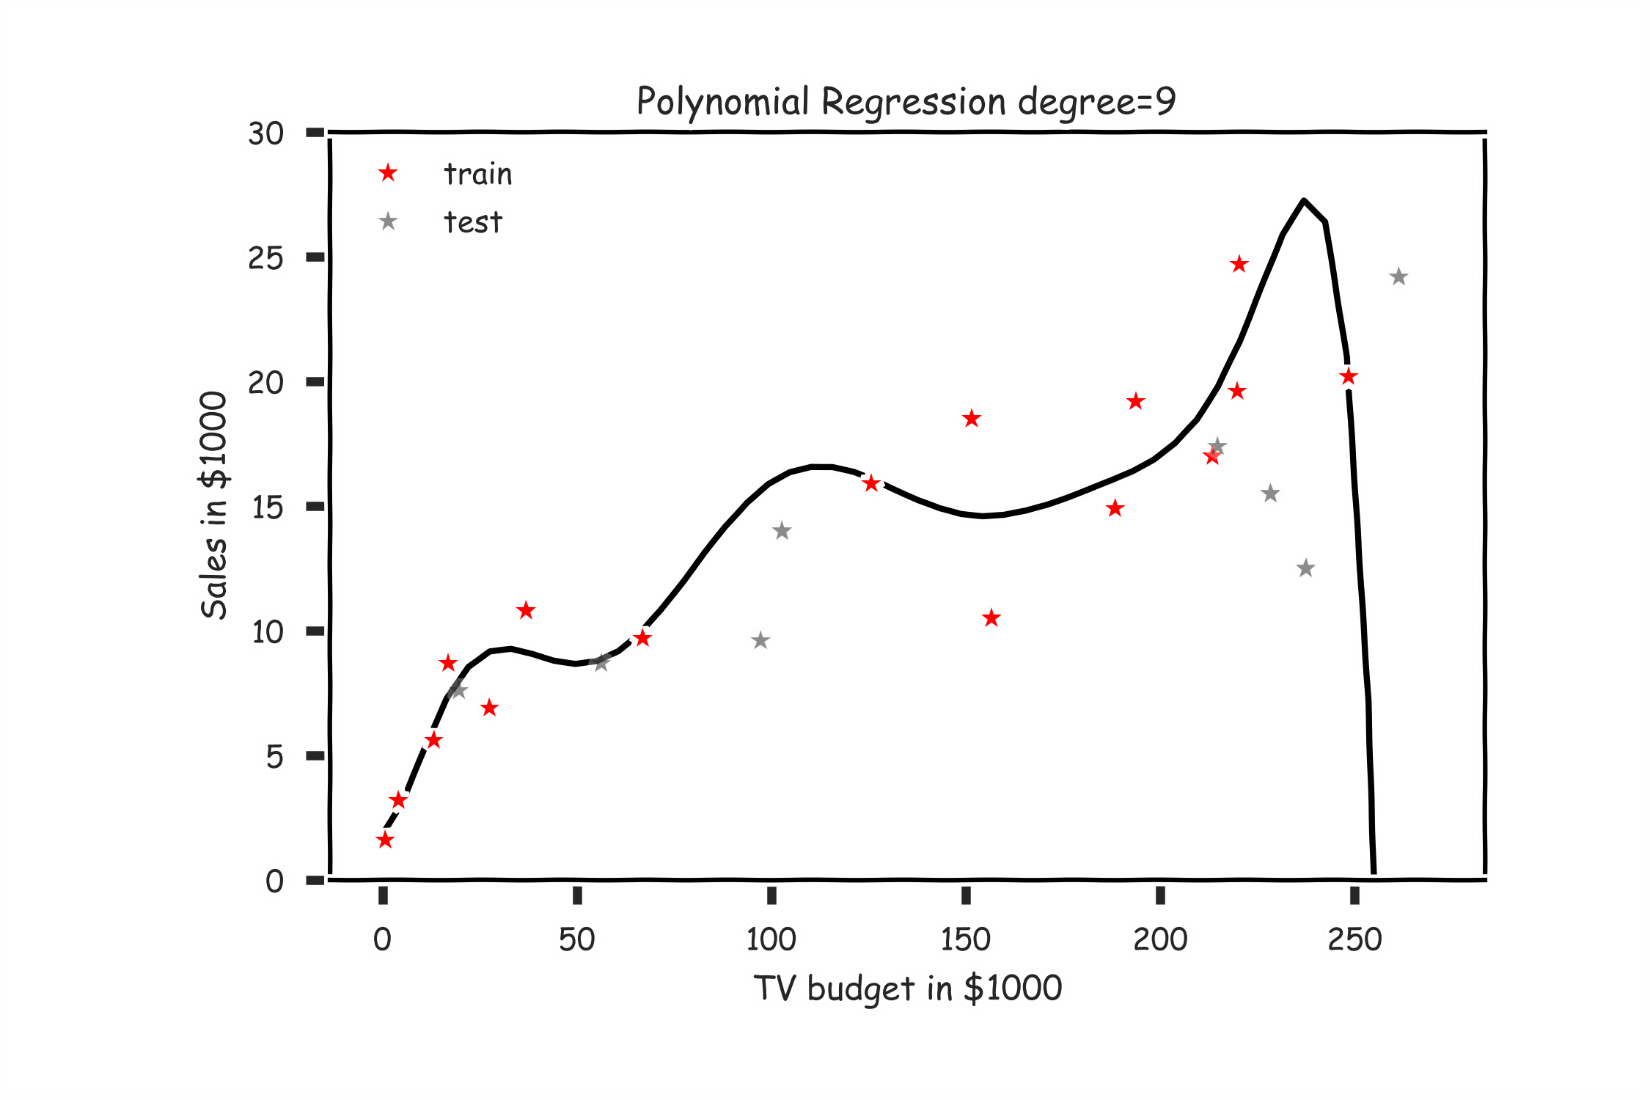 Polynomial Regression degree=9
train
test
30
25
20
15
10
5
0
Sales in $1000
0 50 100 150 200 250
TV budget in $1000